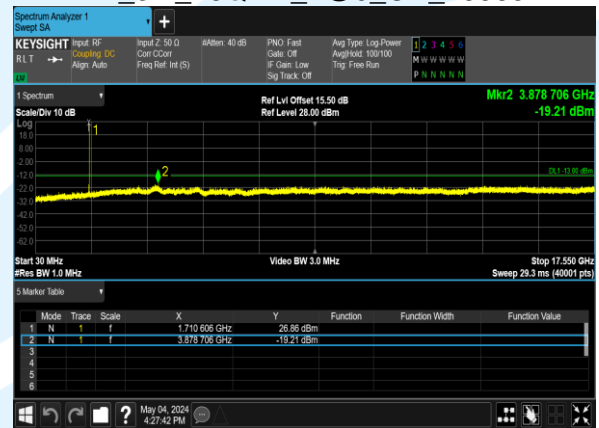 Spectrum Analyzer 1
Swept SA
+
KEYSIGHT Input: RF Input Z: 50 Ω #Atten: 40 dB PNO: Fast Avg Type: Log-Power 1 2 3 4 5 6
RLT Coupling: DC Corr CCorr Gate: Off Avg|Hold: 100/100 M W W W W W
Align: Auto Freq Ref: Int (S) IF Gain: Low Trig: Free Run
Sig Track: Off P N N N N N
1 Spectrum Ref Lvl Offset 15.50 dB Mkr2 3.878 706 GHz
Scale/Div 10 dB Ref Level 28.00 dBm -19.21 dBm
Log
18.0
8.00
-2.00
-12.0
-22.0
-32.0
-42.0
-52.0
-62.0
1
2
DL1 -13.00 dBm
Start 30 MHz Video BW 3.0 MHz Stop 17.550 GHz
#Res BW 1.0 MHz Sweep 29.3 ms (40001 pts)
5 Marker Table
Mode Trace Scale X Y Function Function Width Function Value
1 N 1 f 1.710 606 GHz 26.86 dBm
2 N 1 f 3.878 706 GHz -19.21 dBm
3
4
5
6
? May 04, 2024
4:27:42 PM